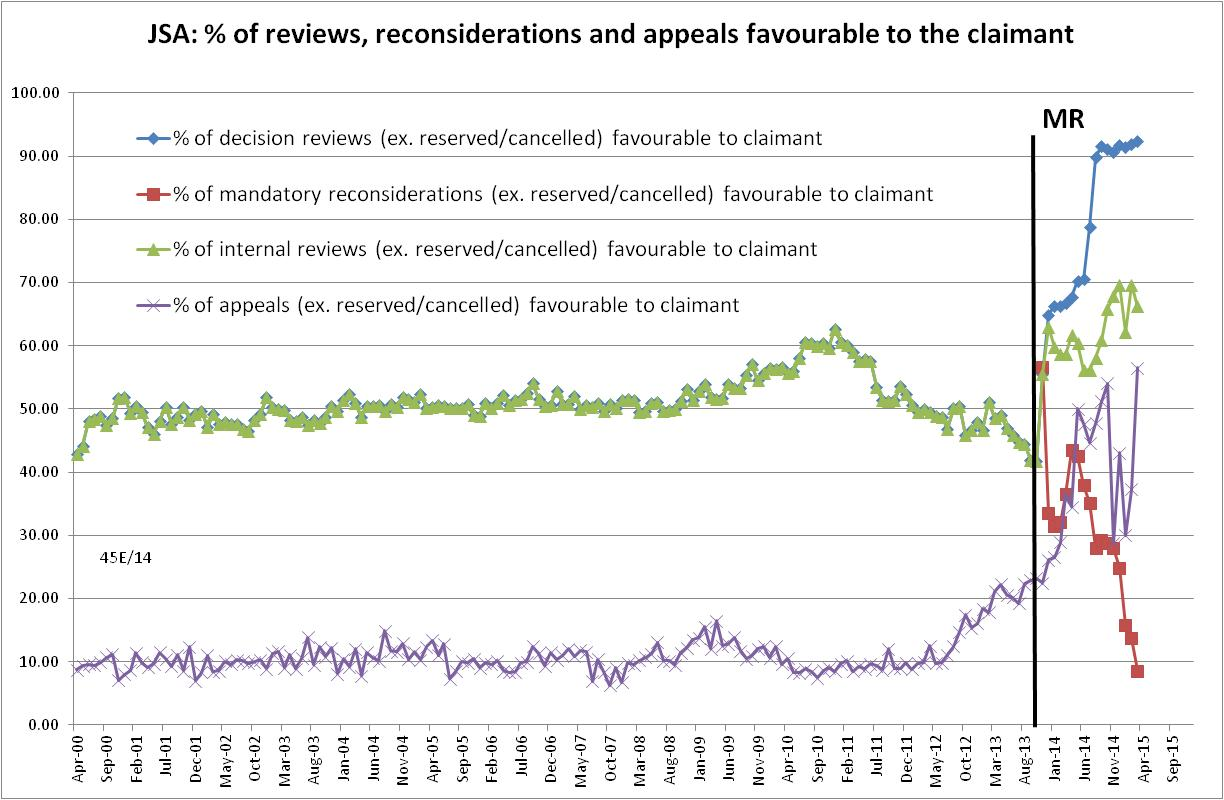 JSA: % of reviews, reconsiderations and appeals favourable to the claimant
100.00
90.00
80.00
70.00
60.00
50.00
40.00
30.00
20.00
10.00
0.00
% of decision reviews (ex. reserved/cancelled) favourable to claimant
% of mandatory reconsiderations (ex. reserved/cancelled) favourable to claimant
% of internal reviews (ex. reserved/cancelled) favourable to claimant
% of appeals (ex. reserved/cancelled) favourable to claimant
MR
45E/14
Apr-00
Sep-00
Feb-01
Jul-01
Dec-01
May-02
Oct-02
Mar-03
Aug-03
Jan-04
Jun-04
Nov-04
Apr-05
Sep-05
Feb-06
Jul-06
Dec-06
May-07
Oct-07
Mar-08
Aug-08
Jan-09
Jun-09
Nov-09
Apr-10
Sep-10
Feb-11
Jul-11
Dec-11
May-12
Oct-12
Mar-13
Aug-13
Jan-14
Jun-14
Nov-14
Apr-15
Sep-15